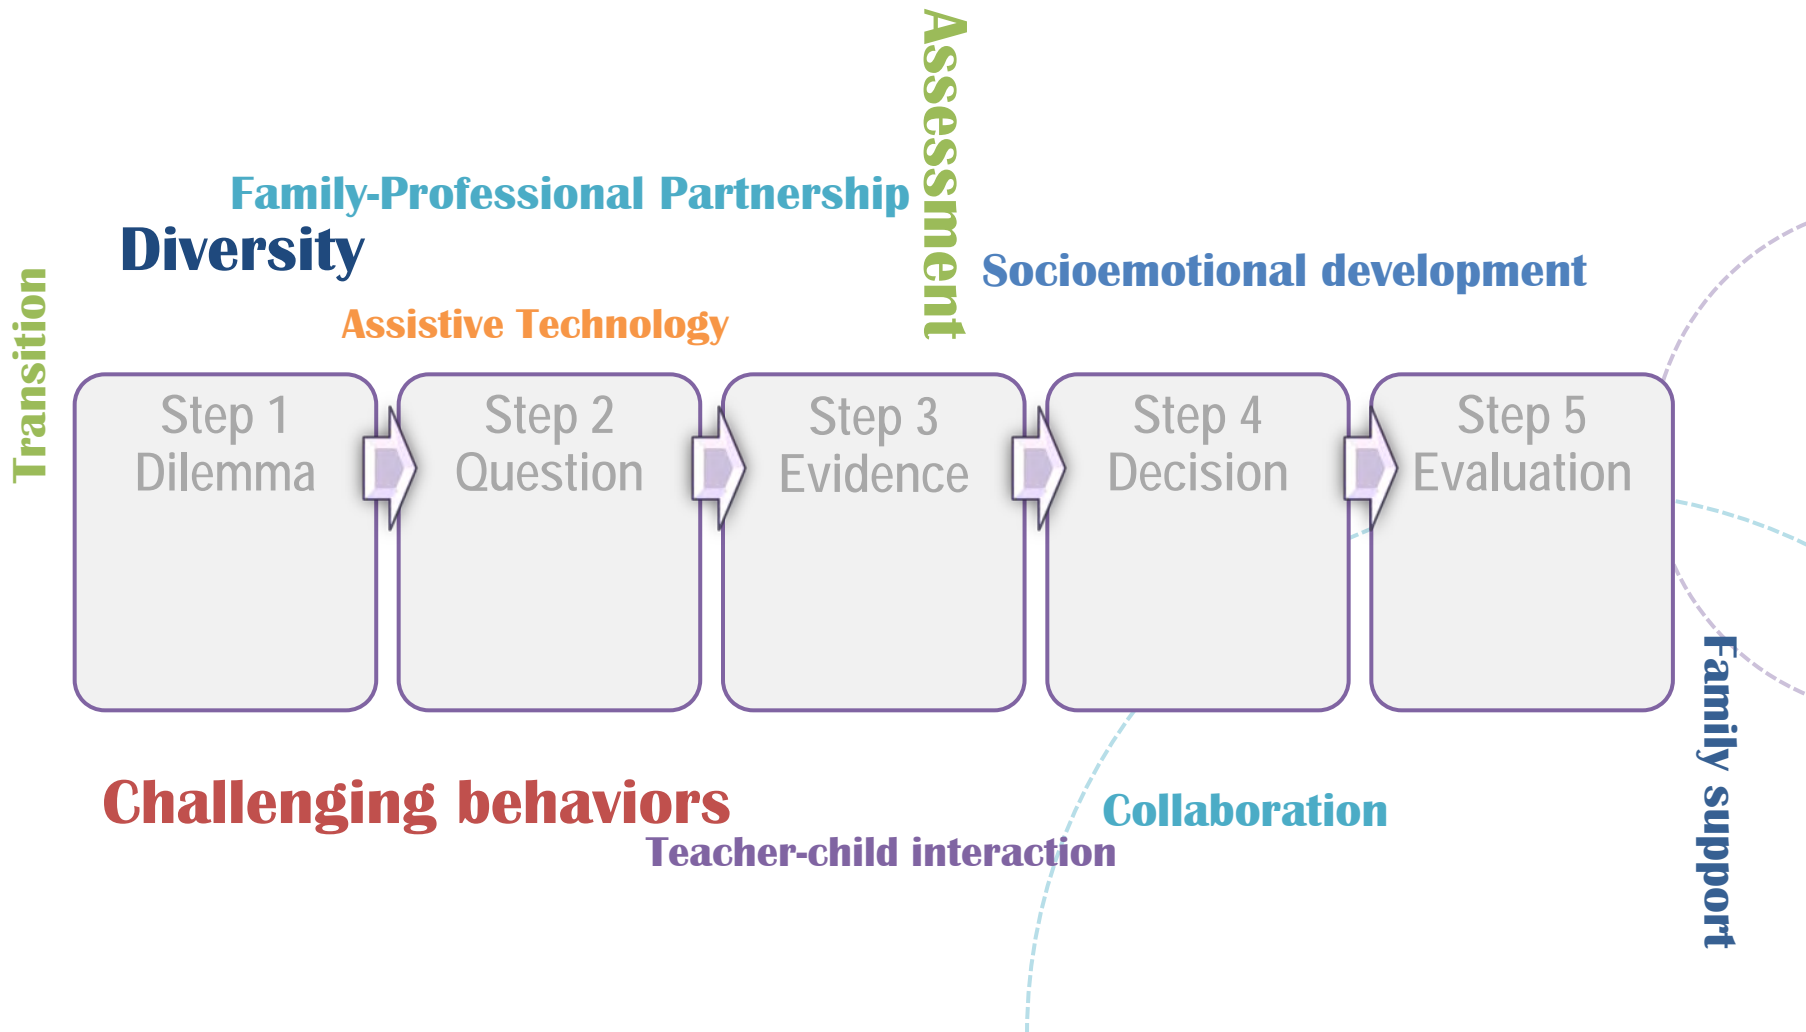 Assessment
Family-Professional Partnership
Diversity
Socioemotional development
Transition
Assistive Technology
Step 1
Dilemma
Step 2
Question
Step 3
Evidence
Step 4
Decision
Step 5
Evaluation
Family support
Challenging behaviors
Collaboration
Teacher-child interaction